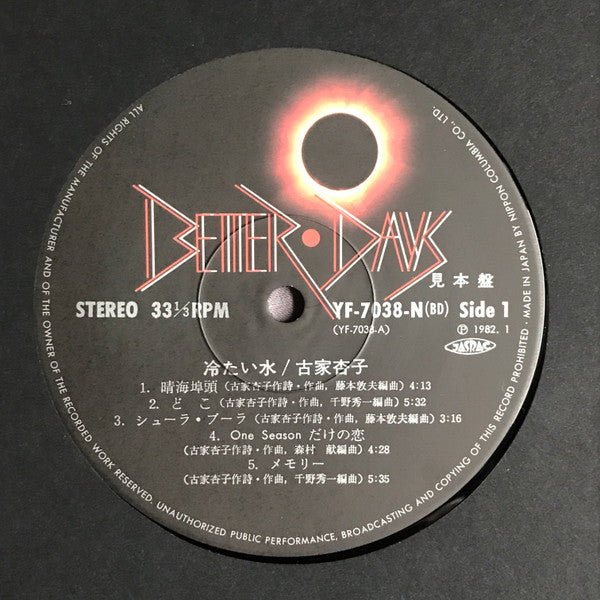 BETTER・DAYS
見本盤
STEREO 33 1/3 RPM
YF-7038-N(BD) Side 1
(YF-7038-A)
Ⓟ 1982. 1
JASRAC
冷たい水/古家杏子
1. 晴海埠頭(古家杏子作詩・作曲, 藤本敦夫編曲) 4:13
2. ど こ(古家杏子作詩・作曲, 千野秀一編曲) 5:32
3. シューラ・ブーラ(古家杏子作詩・作曲, 藤本敦夫編曲) 3:16
4. One Season だけの恋
(古家杏子作詩・作曲, 森村 献編曲) 4:28
5. メモリー
(古家杏子作詩・作曲, 千野秀一編曲) 5:35
ALL RIGHTS OF THE MANUFACTURER AND OF THE OWNER OF THE RECORDED WORK RESERVED. UNAUTHORIZED PUBLIC PERFORMANCE, BROADCASTING AND COPYING OF THIS RECORD PROHIBITED・MADE IN JAPAN BY NIPPON COLUMBIA CO., LTD.